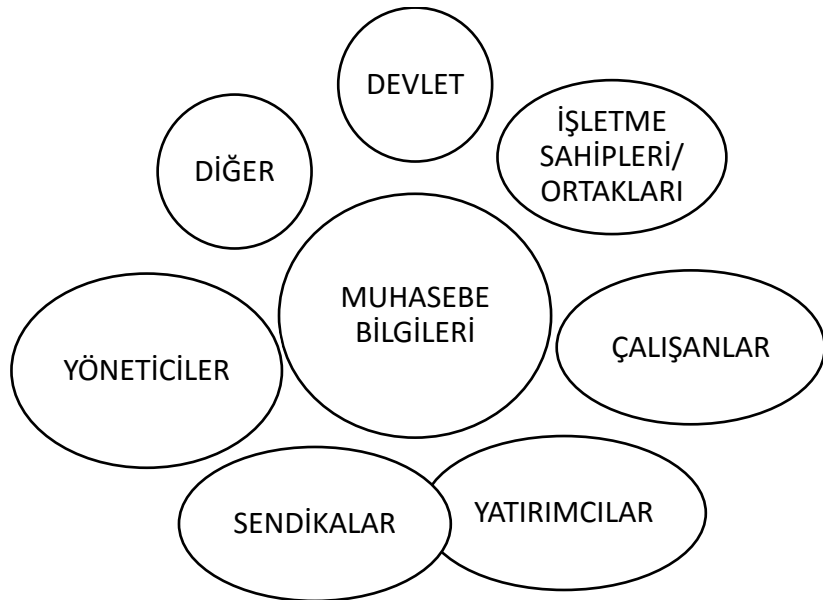 DEVLET
İŞLETME
SAHİPLERİ/
ORTAKLARI
DİĞER
MUHASEBE
BİLGİLERİ
ÇALIŞANLAR
YÖNETİCİLER
SENDİKALAR
YATIRIMCILAR